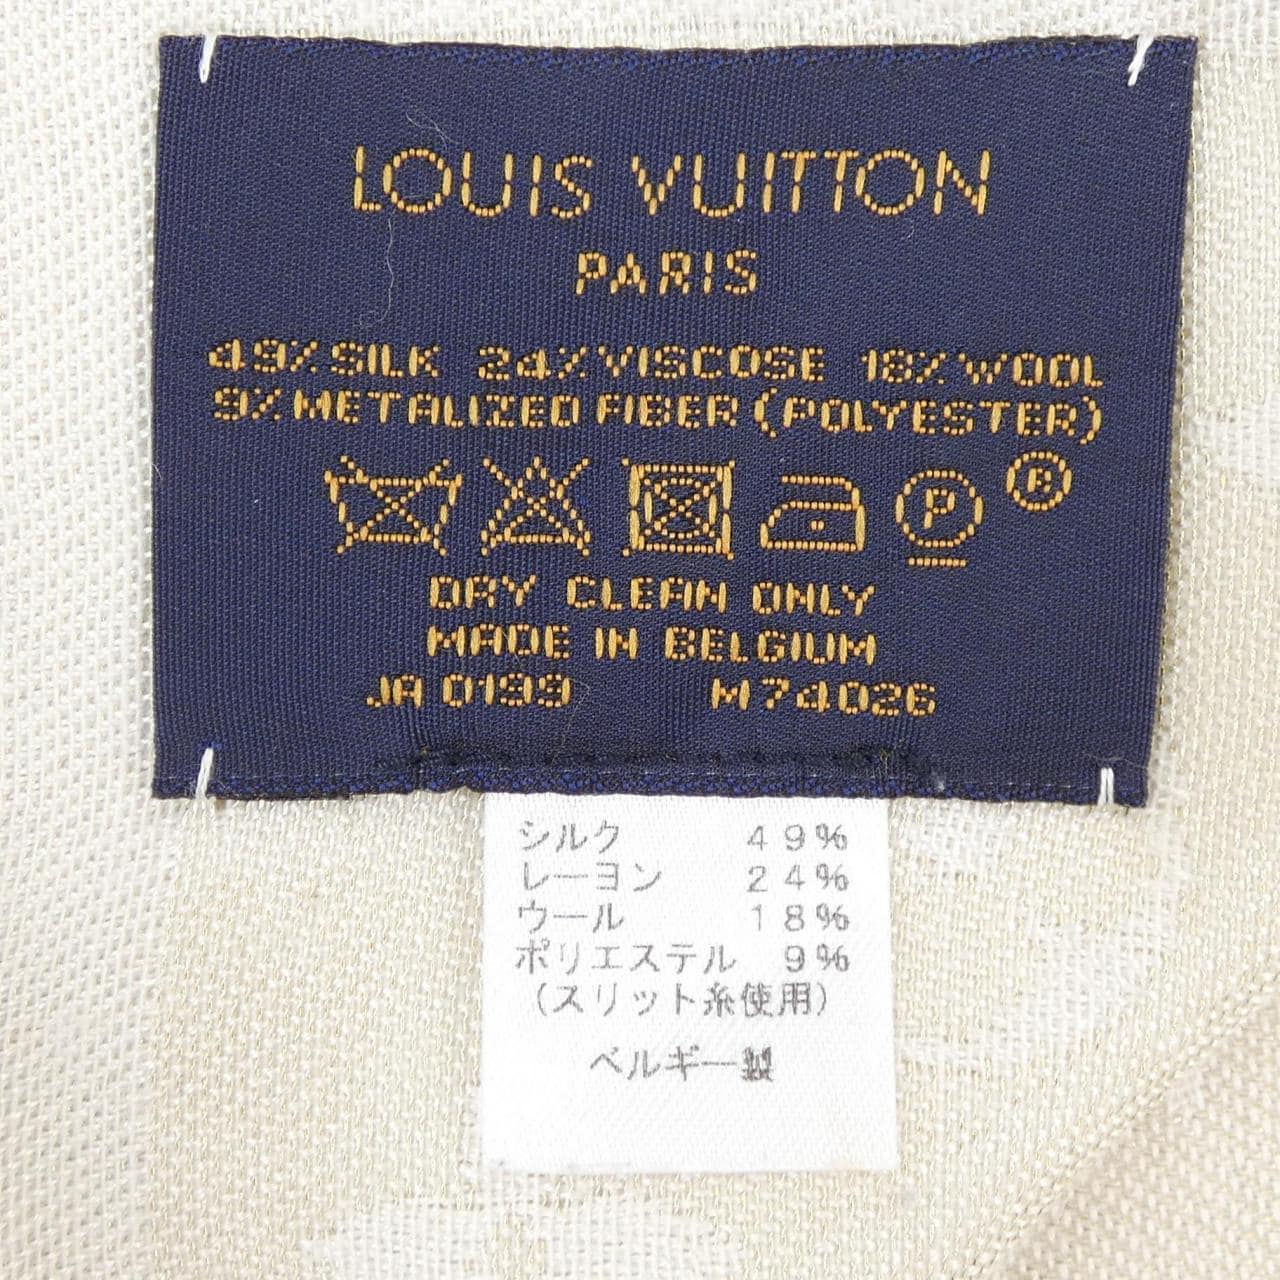 LOUIS VUITTON
PARIS
49% SILK 24% VISCOSE 18% WOOL
9% METALIZED FIBER (POLYESTER)
P ®
DRY CLEAN ONLY
MADE IN BELGIUM
JA 0199 M74026
シルク 49%
レーヨン 24%
ウール 18%
ポリエステル 9%
(スリット糸使用)
ベルギー製